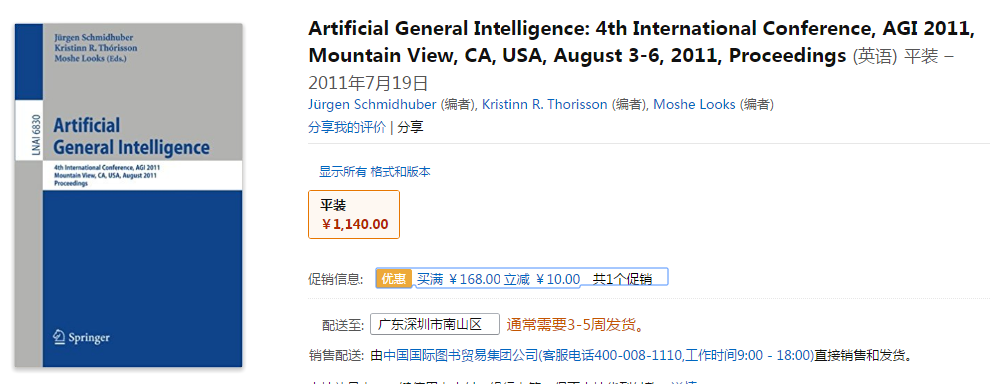 Jürgen Schmidhuber
Kristinn R. Thórisson
Moshe Looks (Eds.)
LNAI 6830
Artificial
General Intelligence
4th International Conference, AGI 2011
Mountain View, CA, USA, August 2011
Proceedings
Springer
Artificial General Intelligence: 4th International Conference, AGI 2011,
Mountain View, CA, USA, August 3-6, 2011, Proceedings (英语) 平装 –
2011年7月19日
Jürgen Schmidhuber (编者), Kristinn R. Thorisson (编者), Moshe Looks (编者)
分享我的评价 | 分享
显示所有 格式和版本
平装
￥1,140.00
促销信息: 优惠 买满 ￥168.00 立减 ￥10.00 共1个促销
配送至: 广东深圳市南山区 通常需要3-5周发货。
销售配送: 由中国国际图书贸易集团公司(客服电话400-008-1110,工作时间9:00 - 18:00)直接销售和发货。